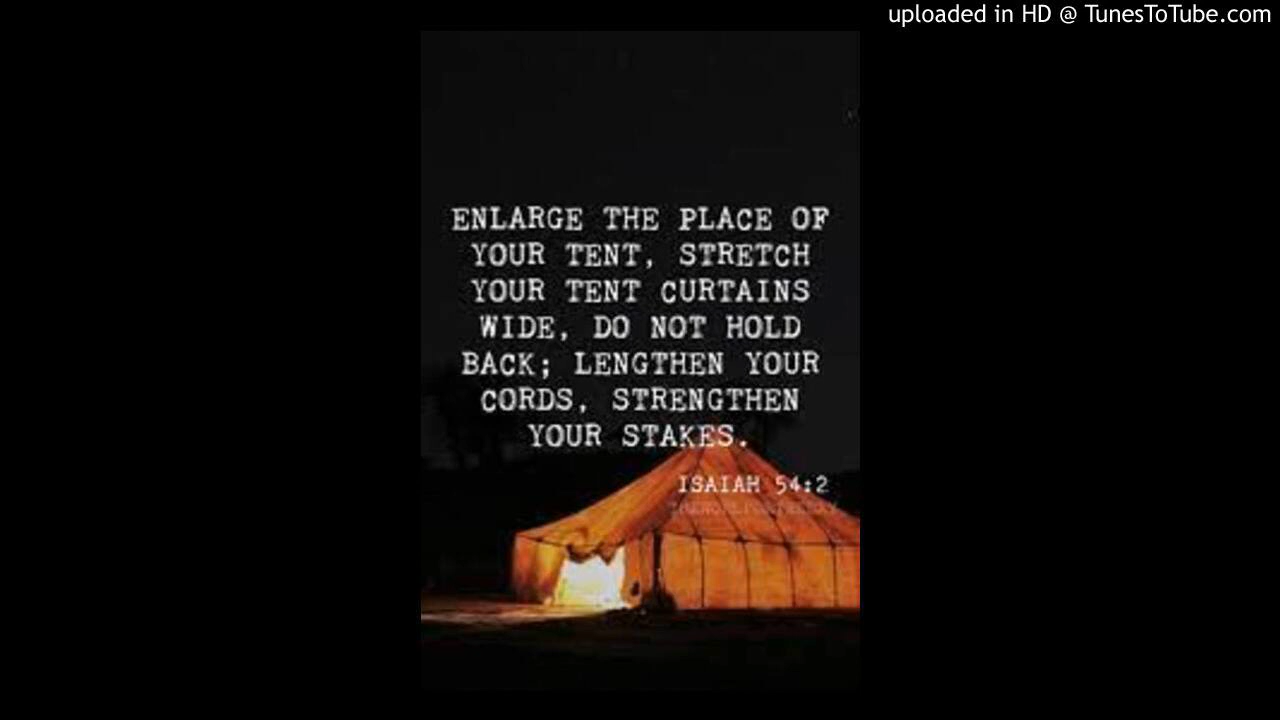 uploaded in HD @ TunesToTube.com
ENLARGE THE PLACE OF
YOUR TENT, STRETCH
YOUR TENT CURTAINS
WIDE, DO NOT HOLD
BACK; LENGTHEN YOUR
CORDS, STRENGTHEN
YOUR STAKES.
ISAIAH 54:2